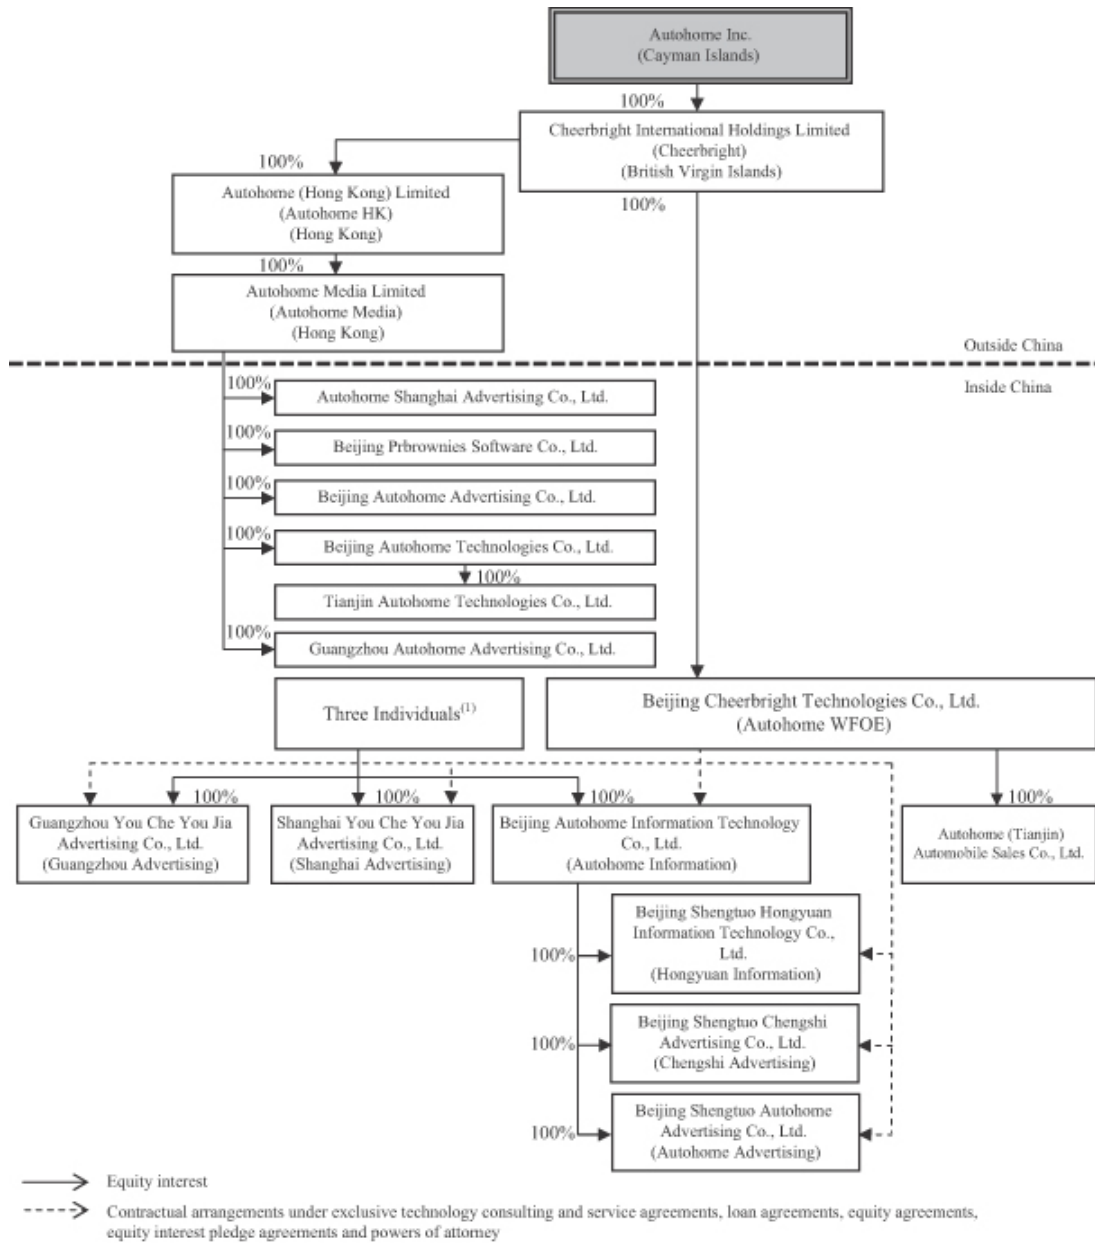 Autohome Inc.
(Cayman Islands)
100%
Cheerbright International Holdings Limited
(Cheerbright)
(British Virgin Islands)
100%
100%
Autohome (Hong Kong) Limited
(Autohome HK)
(Hong Kong)
100%
Autohome Media Limited
(Autohome Media)
(Hong Kong)
Outside China
Inside China
100%
Autohome Shanghai Advertising Co., Ltd.
100%
Beijing Prbrownies Software Co., Ltd.
100%
Beijing Autohome Advertising Co., Ltd.
100%
Beijing Autohome Technologies Co., Ltd.
100%
Tianjin Autohome Technologies Co., Ltd.
100%
Guangzhou Autohome Advertising Co., Ltd.
Three Individuals(1)
Beijing Cheerbright Technologies Co., Ltd.
(Autohome WFOE)
100%
100%
100%
100%
Guangzhou You Che You Jia
Advertising Co., Ltd.
(Guangzhou Advertising)
Shanghai You Che You Jia
Advertising Co., Ltd.
(Shanghai Advertising)
Beijing Autohome Information Technology
Co., Ltd.
(Autohome Information)
Autohome (Tianjin)
Automobile Sales Co., Ltd.
100%
Beijing Shengtuo Hongyuan
Information Technology Co.,
Ltd.
(Hongyuan Information)
100%
Beijing Shengtuo Chengshi
Advertising Co., Ltd.
(Chengshi Advertising)
100%
Beijing Shengtuo Autohome
Advertising Co., Ltd.
(Autohome Advertising)
Equity interest
Contractual arrangements under exclusive technology consulting and service agreements, loan agreements, equity agreements,
equity interest pledge agreements and powers of attorney